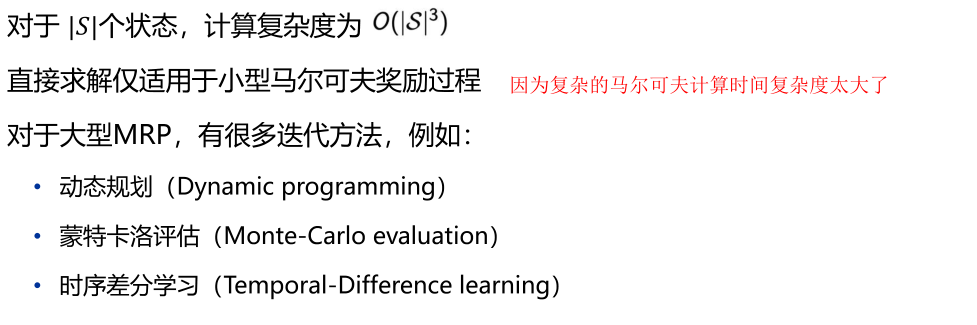 对于 |S|个状态，计算复杂度为 O(|S|³)
直接求解仅适用于小型马尔可夫奖励过程 因为复杂的马尔可夫计算时间复杂度太大了
对于大型MRP，有很多迭代方法，例如：
• 动态规划（Dynamic programming）
• 蒙特卡洛评估（Monte-Carlo evaluation）
• 时序差分学习（Temporal-Difference learning）